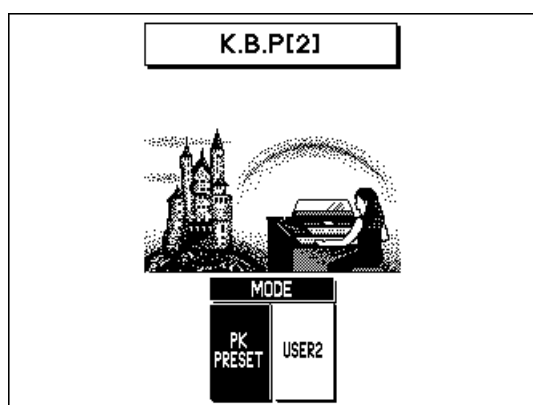 K.B.P[2]
MODE
PK
PRESET
USER2